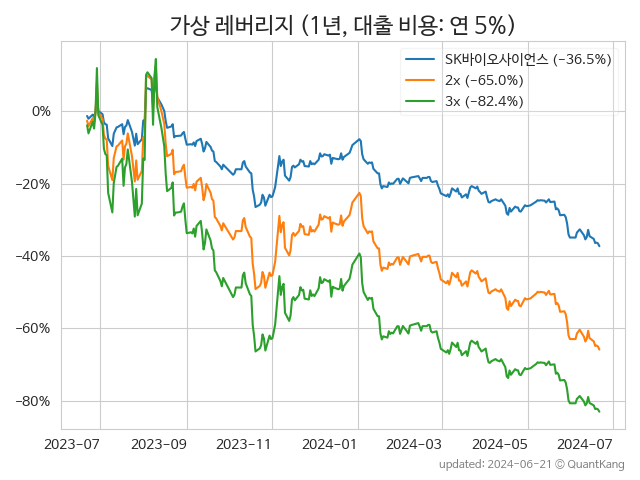 가상 레버리지 (1년, 대출 비용: 연 5%)
SK바이오사이언스 (−36.5%)
2x (−65.0%)
3x (−82.4%)
0%
−20%
−40%
−60%
−80%
2023-07 2023-09 2023-11 2024-01 2024-03 2024-05 2024-07
updated: 2024-06-21 © QuantKang